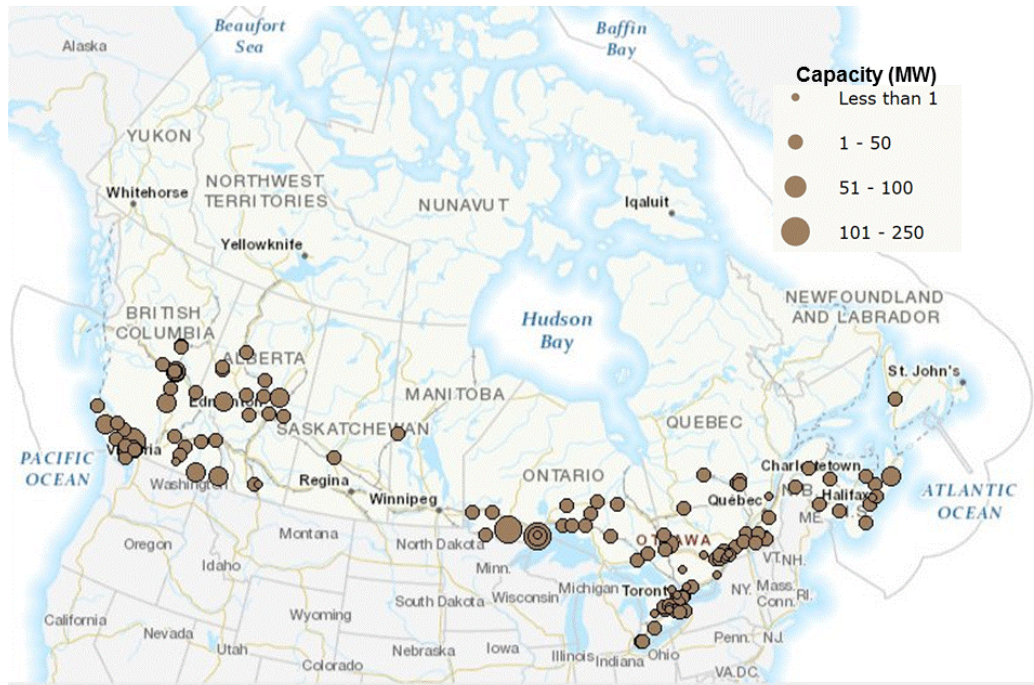 Alaska
Beaufort
Sea
Baffin
Bay
Capacity (MW)
Less than 1
1 - 50
51 - 100
101 - 250
YUKON
Whitehorse
NORTHWEST
TERRITORIES
NUNAVUT
Iqaluit
Yellowknife
BRITISH
COLUMBIA
ALBERTA
Hudson
Bay
NEWFOUNDLAND
AND LABRADOR
St. John's
MANITOBA
SASKATCHEWAN
QUEBEC
PACIFIC
OCEAN
Washington
Regina
Winnipeg
ONTARIO
Québec
N.B.
Halifax
ME.
ATLANTIC
OCEAN
Oregon
Montana
North Dakota
Minn.
VT.
NH.
Idaho
South Dakota
Wisconsin
Michigan
Toront
NY.
Mass.
Conn.
RI.
California
Nevada
Utah
Wyoming
Colorado
Nebraska
Iowa
Illinois
Indiana
Ohio
Penn.
NJ.
VA.
DC.